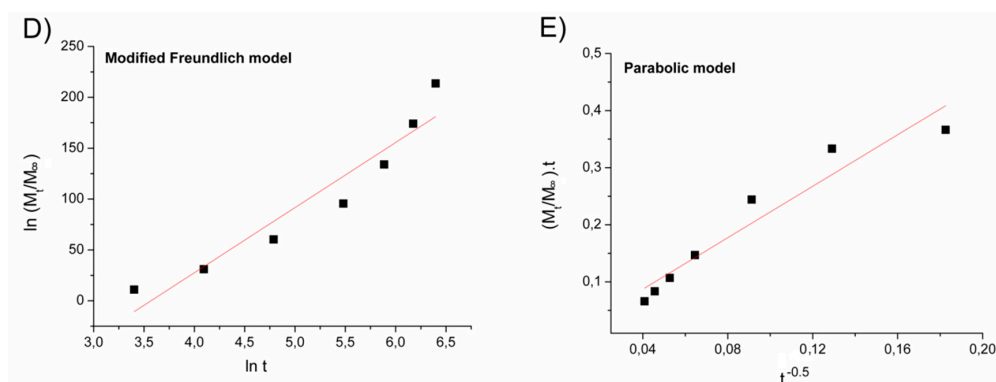 D)
Modified Freundlich model
250
200
150
100
50
0
ln (Mt/M∞)
3,0 3,5 4,0 4,5 5,0 5,5 6,0 6,5
ln t
E)
Parabolic model
0,5
0,4
0,3
0,2
0,1
(Mt/M∞).t
0,04 0,08 0,12 0,16 0,20
t-0.5